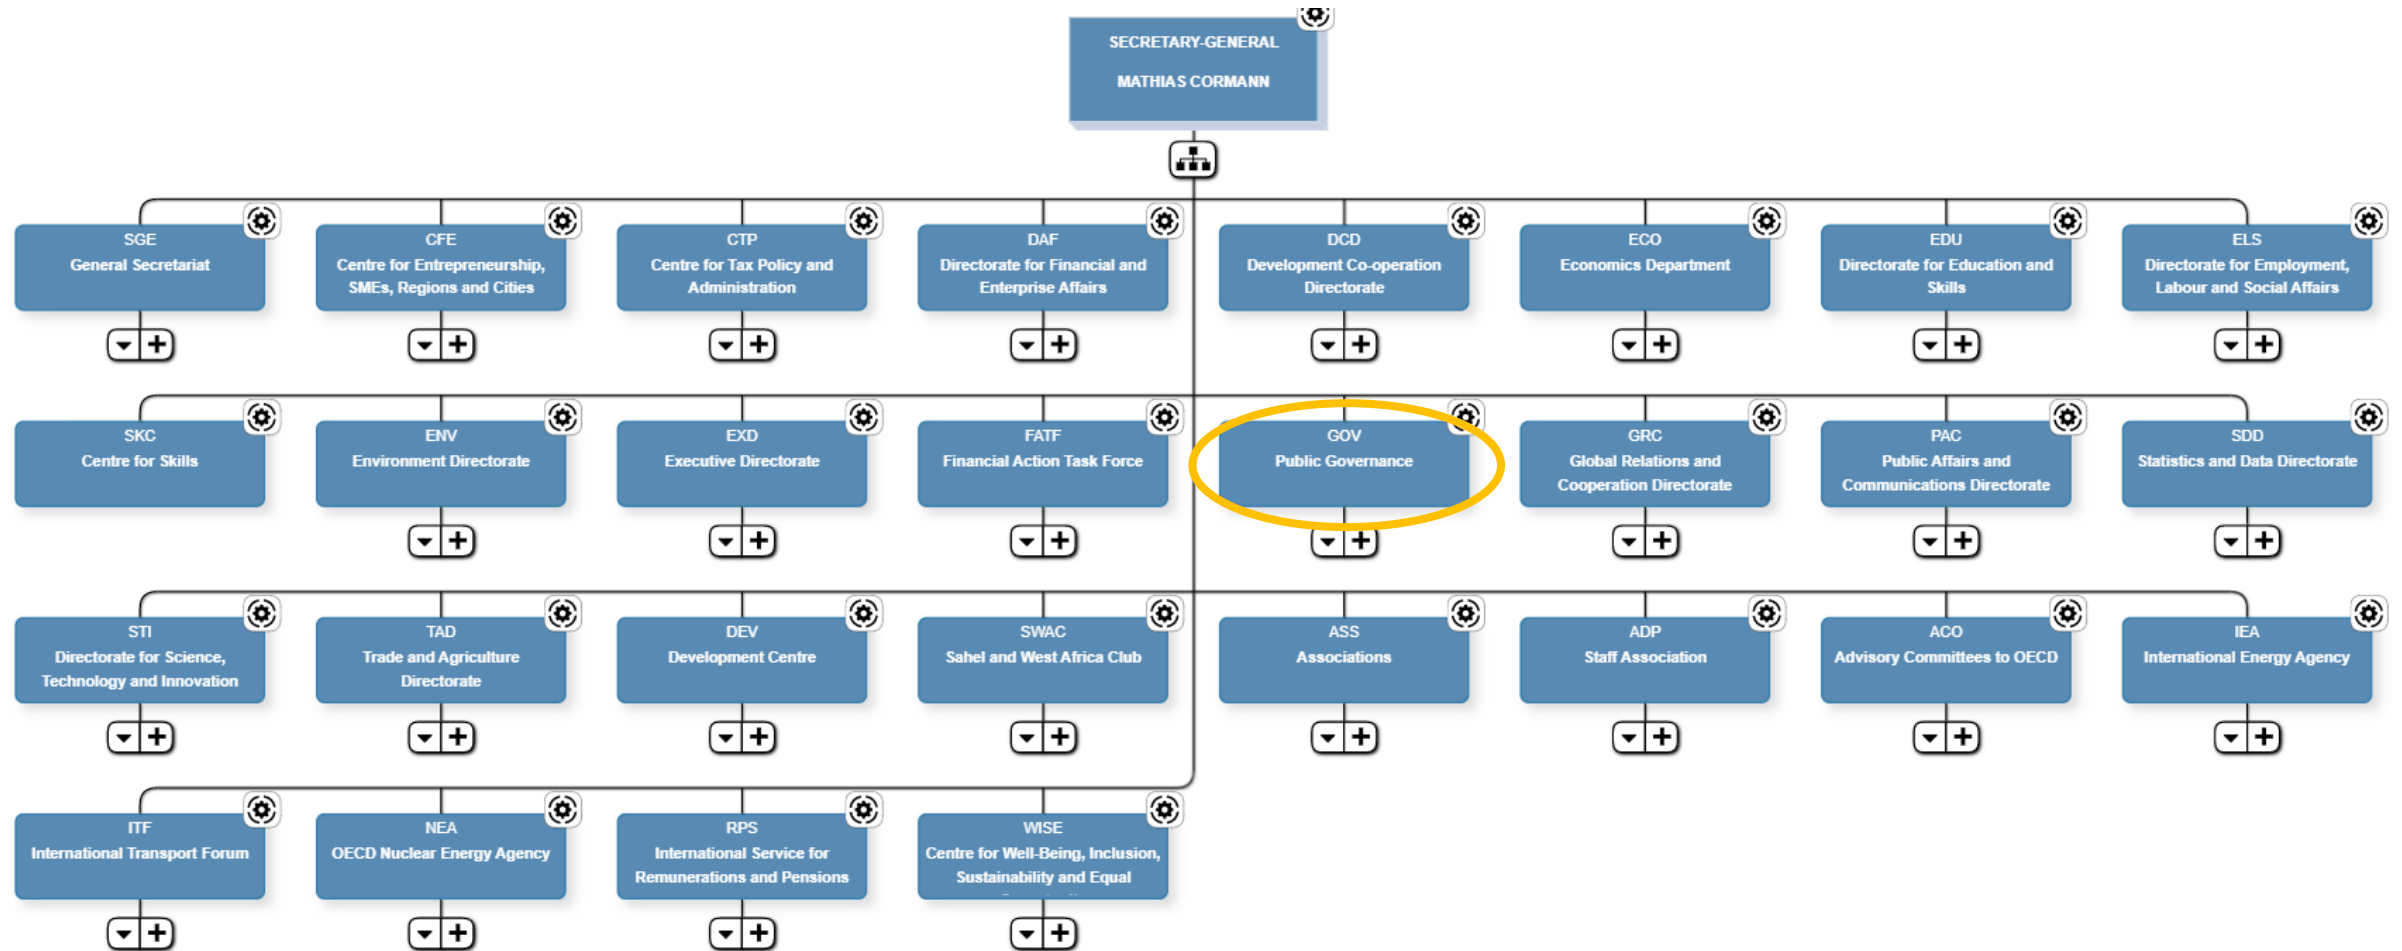 SECRETARY-GENERAL
MATHIAS CORMANN
SGE
General Secretariat
CFE
Centre for Entrepreneurship,
SMEs, Regions and Cities
CTP
Centre for Tax Policy and
Administration
DAF
Directorate for Financial and
Enterprise Affairs
DCD
Development Co-operation
Directorate
ECO
Economics Department
EDU
Directorate for Education and
Skills
ELS
Directorate for Employment,
Labour and Social Affairs
SKC
Centre for Skills
ENV
Environment Directorate
EXD
Executive Directorate
FATF
Financial Action Task Force
GOV
Public Governance
GRC
Global Relations and
Cooperation Directorate
PAC
Public Affairs and
Communications Directorate
SDD
Statistics and Data Directorate
STI
Directorate for Science,
Technology and Innovation
TAD
Trade and Agriculture
Directorate
DEV
Development Centre
SWAC
Sahel and West Africa Club
ASS
Associations
ADP
Staff Association
ACO
Advisory Committees to OECD
IEA
International Energy Agency
ITF
International Transport Forum
NEA
OECD Nuclear Energy Agency
RPS
International Service for
Remunerations and Pensions
WISE
Centre for Well-Being, Inclusion,
Sustainability and Equal